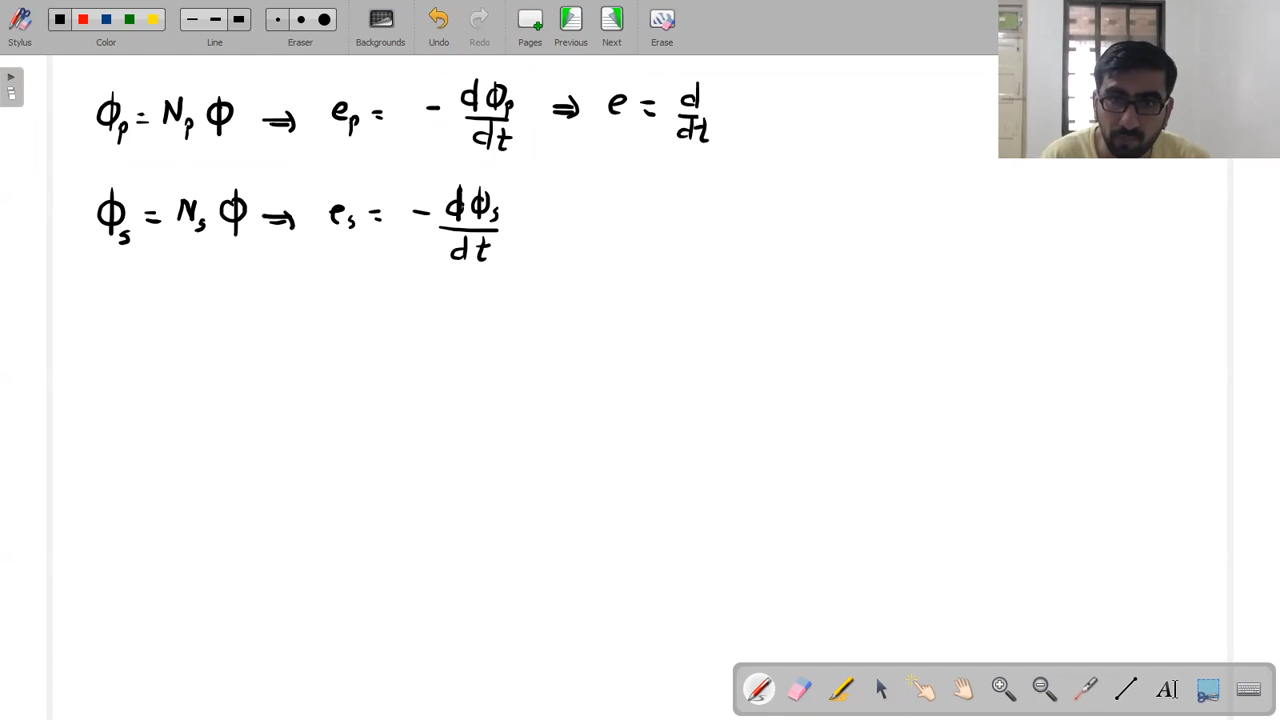 Stylus Color Line Eraser Backgrounds Undo Redo Pages Previous Next Erase
ϕp = Np ϕ ⇒ ep = - dϕp/dt ⇒ e = d/dt
ϕs = Ns ϕ ⇒ es = - dϕs/dt
AI